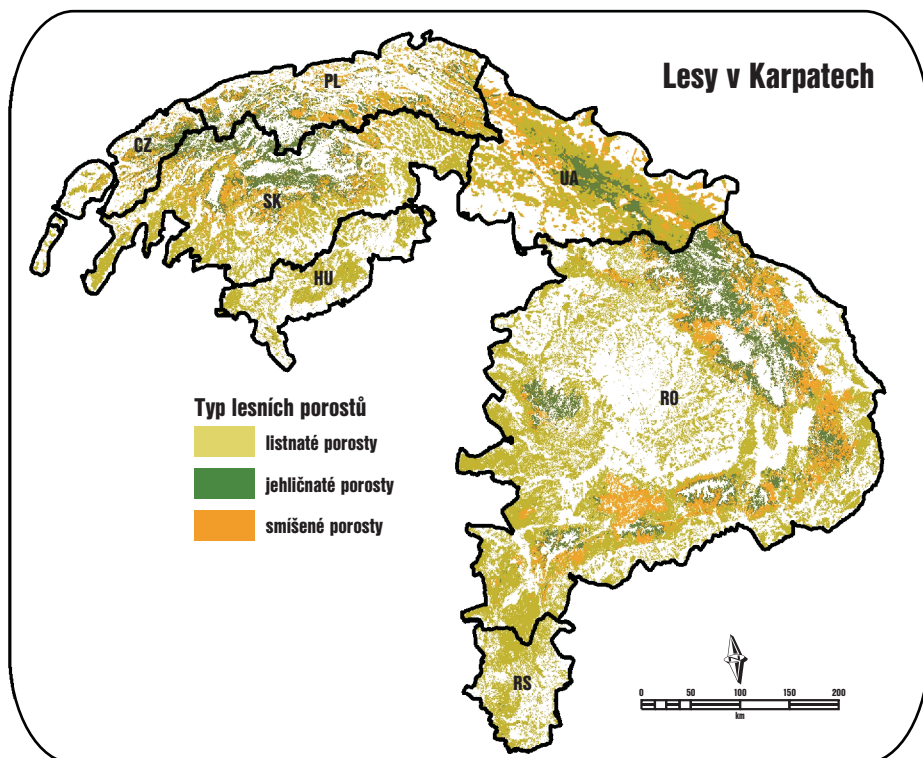 Lesy v Karpatech
PL
CZ
SK
UA
HU
RO
RS
Typ lesních porostů
listnaté porosty
jehličnaté porosty
smíšené porosty
0 50 100 150 200
km